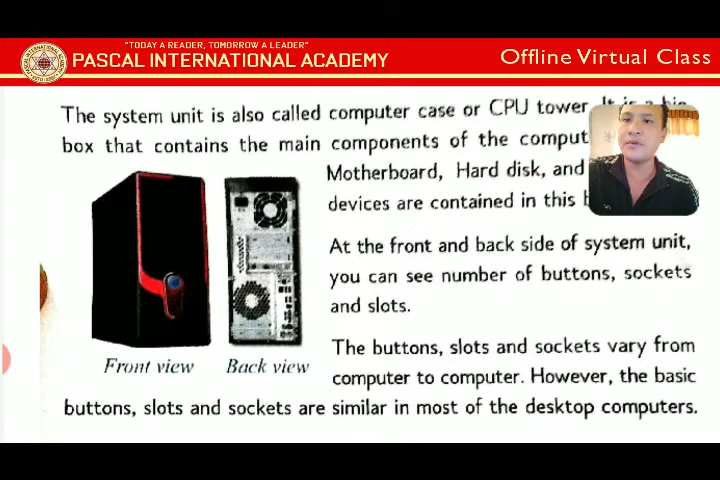 "TODAY A READER, TOMORROW A LEADER"
PASCAL INTERNATIONAL ACADEMY
Offline Virtual Class
The system unit is also called computer case or CPU tower. It is a big
box that contains the main components of the comput
Motherboard, Hard disk, and
devices are contained in this b
At the front and back side of system unit,
you can see number of buttons, sockets
and slots.
Front view
Back view
The buttons, slots and sockets vary from
computer to computer. However, the basic
buttons, slots and sockets are similar in most of the desktop computers.